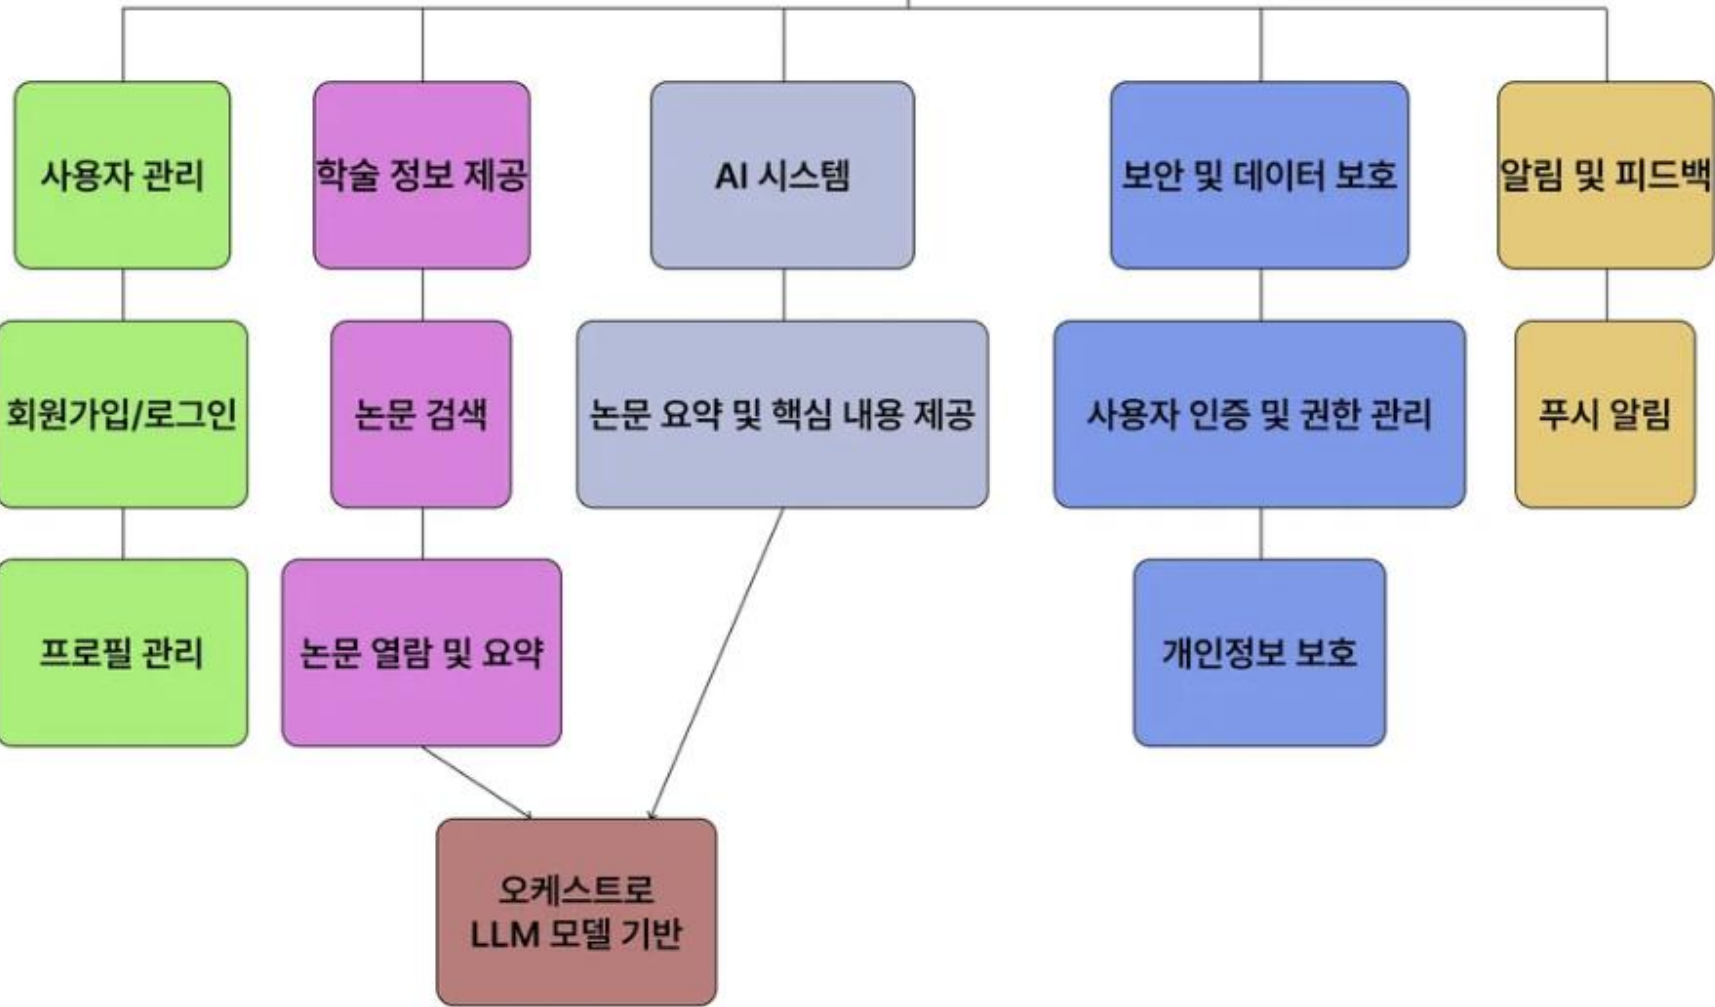 사용자 관리
학술 정보 제공
AI 시스템
보안 및 데이터 보호
알림 및 피드백
회원가입/로그인
논문 검색
논문 요약 및 핵심 내용 제공
사용자 인증 및 권한 관리
푸시 알림
프로필 관리
논문 열람 및 요약
개인정보 보호
오케스트로
LLM 모델 기반